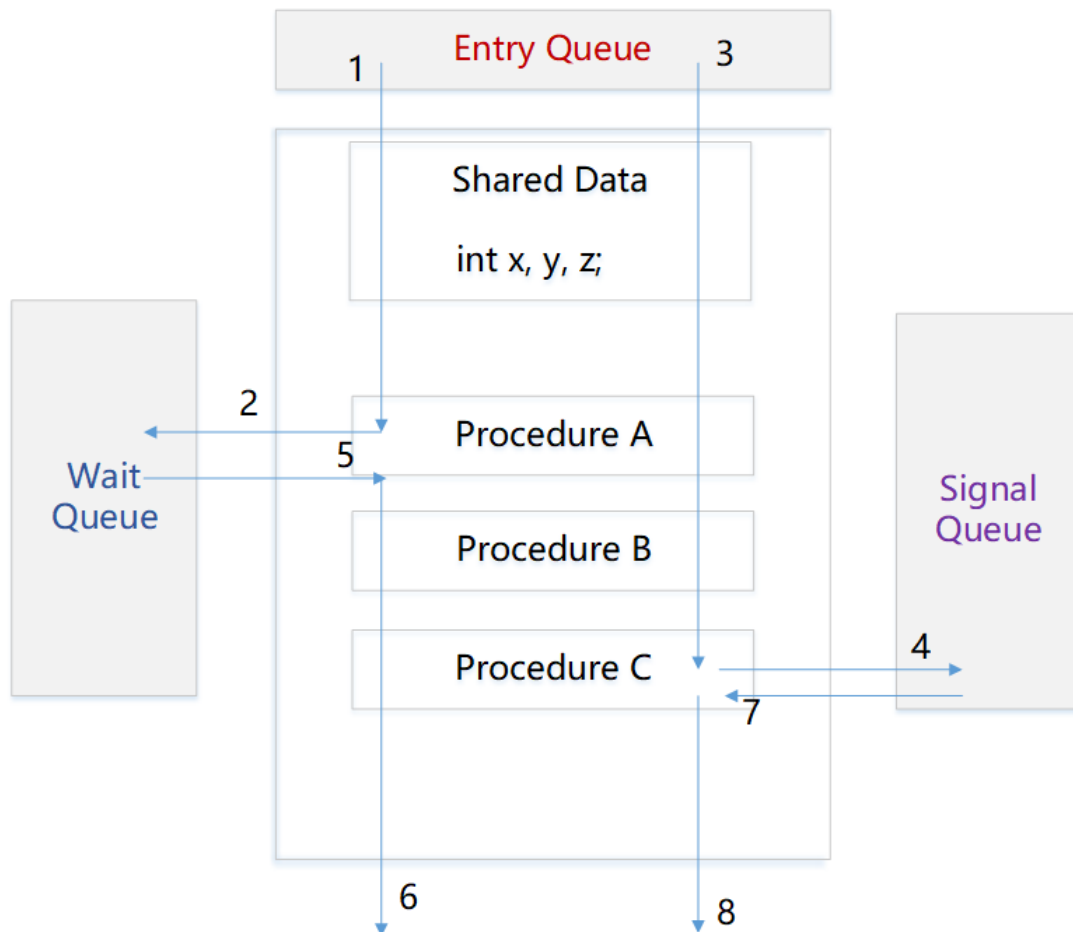 Entry Queue
1
3
Shared Data
int x, y, z;
2
Procedure A
5
Wait
Queue
Signal
Queue
Procedure B
4
Procedure C
7
6
8